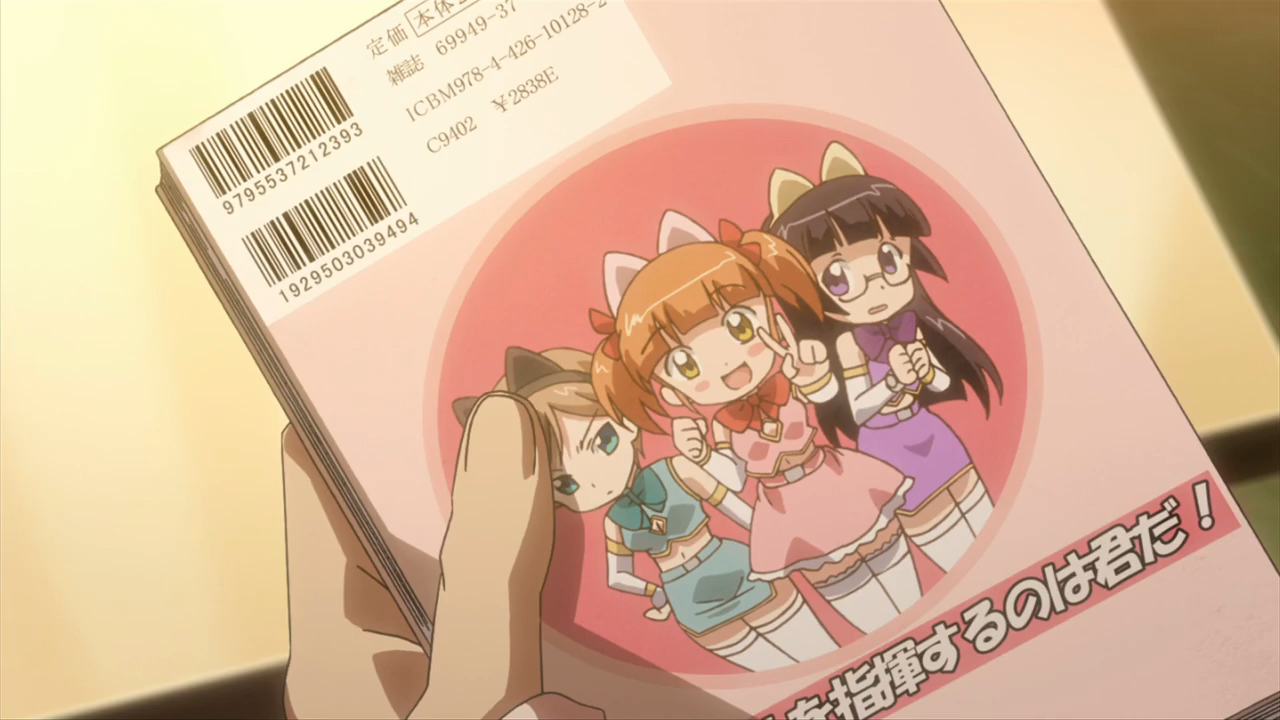 定価 本体
雑誌 69949-37
ICBM978-4-426-10128-2
C9402 ¥2838E
9795537212393
1929503039494
を指揮するのは君だ！